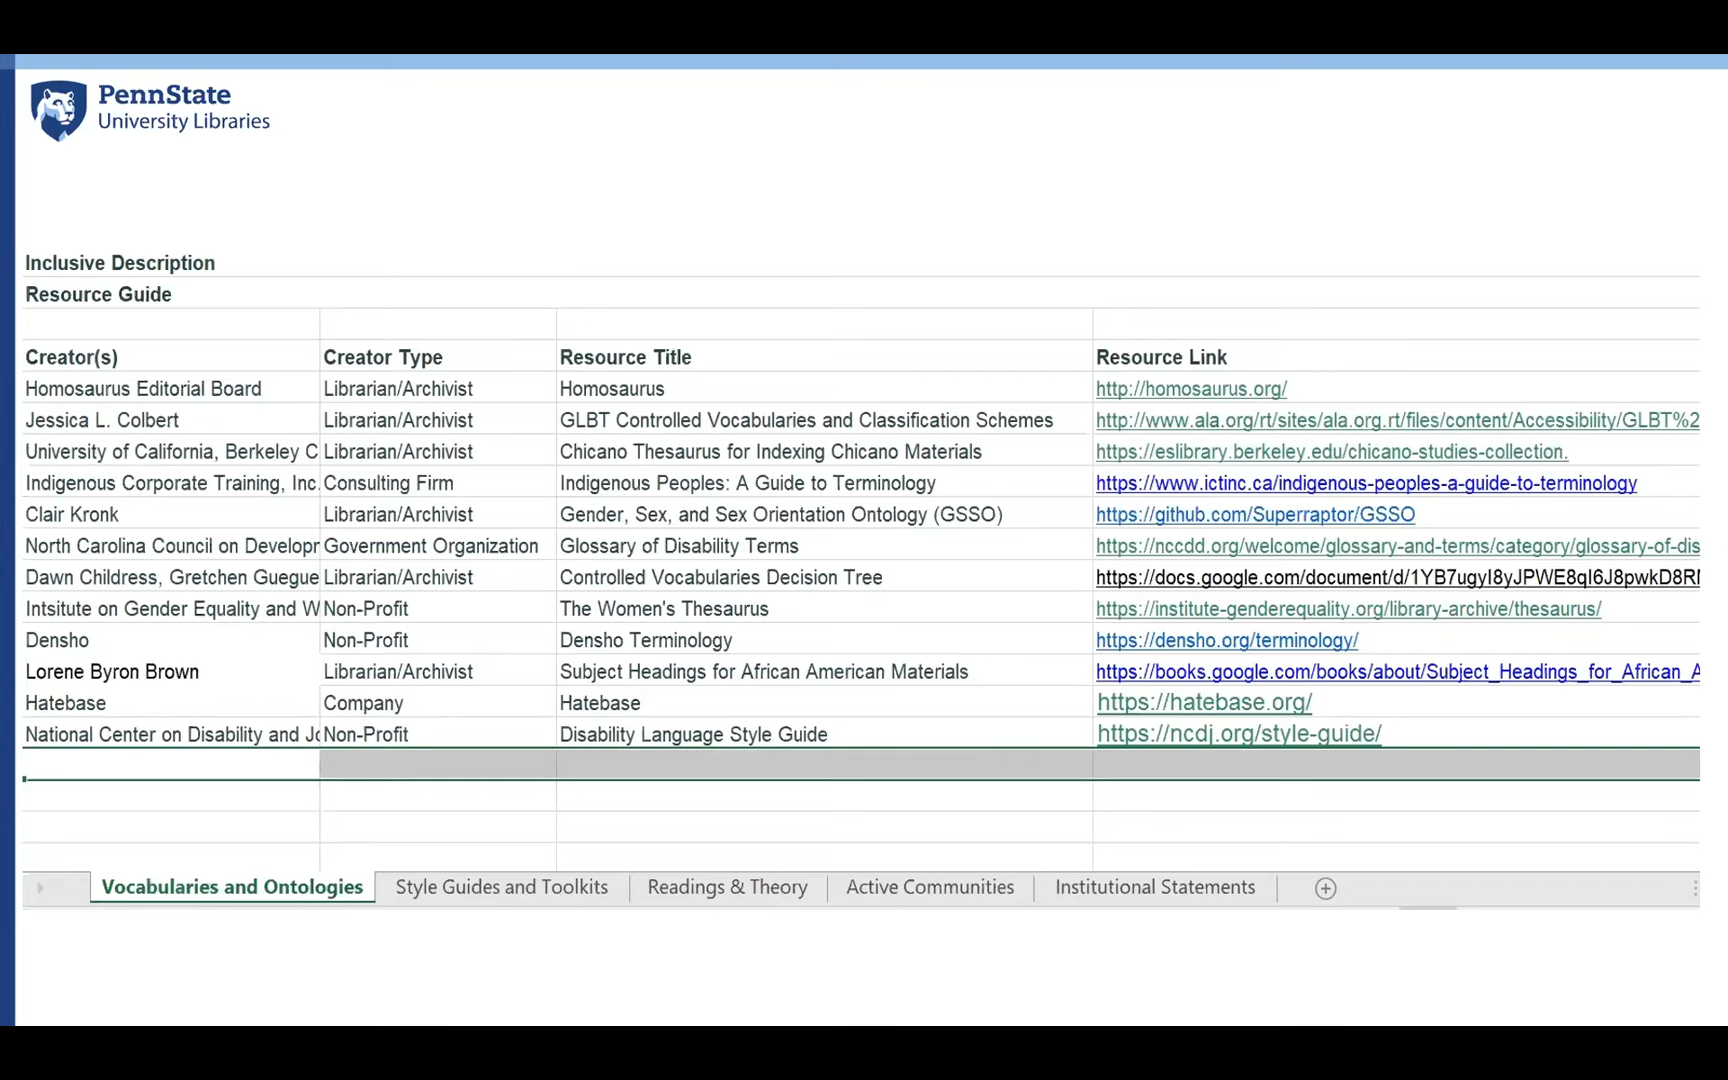 PennState
University Libraries
Inclusive Description
Resource Guide
Creator(s) Creator Type Resource Title Resource Link
Homosaurus Editorial Board Librarian/Archivist Homosaurus http://homosaurus.org/
Jessica L. Colbert Librarian/Archivist GLBT Controlled Vocabularies and Classification Schemes http://www.ala.org/rt/sites/ala.org.rt/files/content/Accessibility/GLBT%2
University of California, Berkeley C Librarian/Archivist Chicano Thesaurus for Indexing Chicano Materials https://eslibrary.berkeley.edu/chicano-studies-collection.
Indigenous Corporate Training, Inc. Consulting Firm Indigenous Peoples: A Guide to Terminology https://www.ictinc.ca/indigenous-peoples-a-guide-to-terminology
Clair Kronk Librarian/Archivist Gender, Sex, and Sex Orientation Ontology (GSSO) https://github.com/Superraptor/GSSO
North Carolina Council on Developr Government Organization Glossary of Disability Terms https://nccdd.org/welcome/glossary-and-terms/category/glossary-of-dis
Dawn Childress, Gretchen Guegue Librarian/Archivist Controlled Vocabularies Decision Tree https://docs.google.com/document/d/1YB7ugyI8yJPWE8qI6J8pwkD8RN
Intsitute on Gender Equality and W Non-Profit The Women's Thesaurus https://institute-genderequality.org/library-archive/thesaurus/
Densho Non-Profit Densho Terminology https://densho.org/terminology/
Lorene Byron Brown Librarian/Archivist Subject Headings for African American Materials https://books.google.com/books/about/Subject_Headings_for_African_A
Hatebase Company Hatebase https://hatebase.org/
National Center on Disability and Jo Non-Profit Disability Language Style Guide https://ncdj.org/style-guide/
Vocabularies and Ontologies Style Guides and Toolkits Readings & Theory Active Communities Institutional Statements